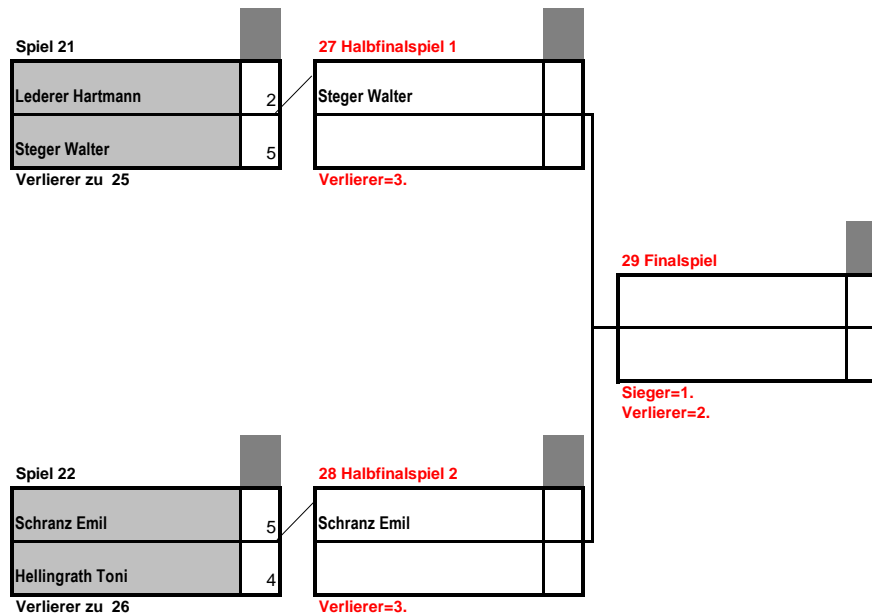 Spiel 21
27 Halbfinalspiel 1
Lederer Hartmann 2
Steger Walter
Steger Walter 5
Verlierer zu 25
Verlierer=3.
29 Finalspiel
Sieger=1.
Verlierer=2.
Spiel 22
28 Halbfinalspiel 2
Schranz Emil 5
Schranz Emil
Hellingrath Toni 4
Verlierer zu 26
Verlierer=3.